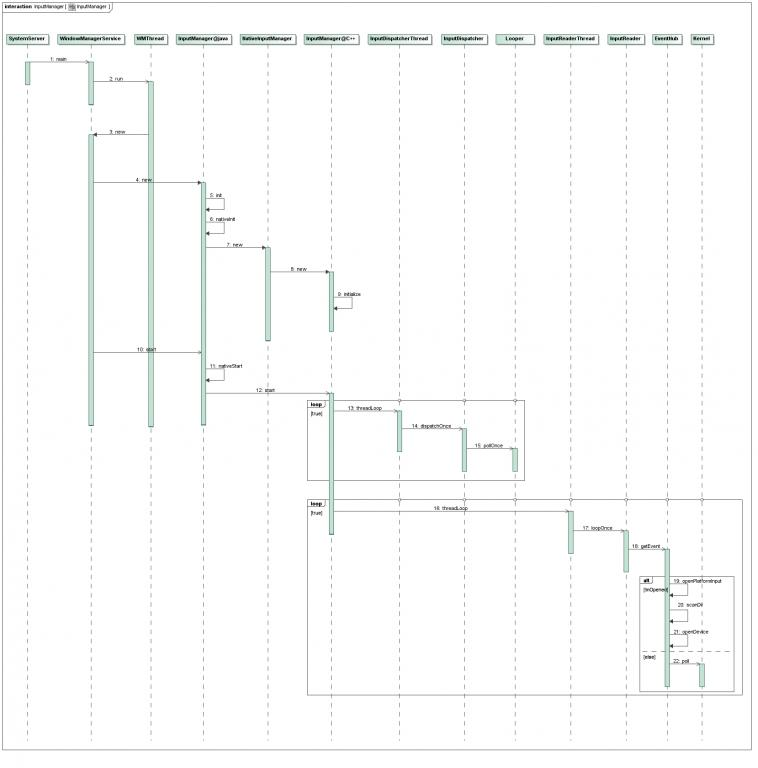 interaction InputManager [ InputManager ]
SystemServer WindowManagerService WMThread InputManager@java NativeInputManager InputManager@C++ InputDispatcherThread InputDispatcher Looper InputReaderThread InputReader EventHub Kernel
1: main
2: run
3: new
4: new
5: init
6: nativeInit
7: new
8: new
9: initialize
10: start
11: nativeStart
12: start
loop
13: threadLoop
[true]
14: dispatchOnce
15: pollOnce
loop
16: threadLoop
[true]
17: loopOnce
18: getEvent
alt
19: openPlatformInput
20: scanDir
21: openDevice
[else]
22: poll